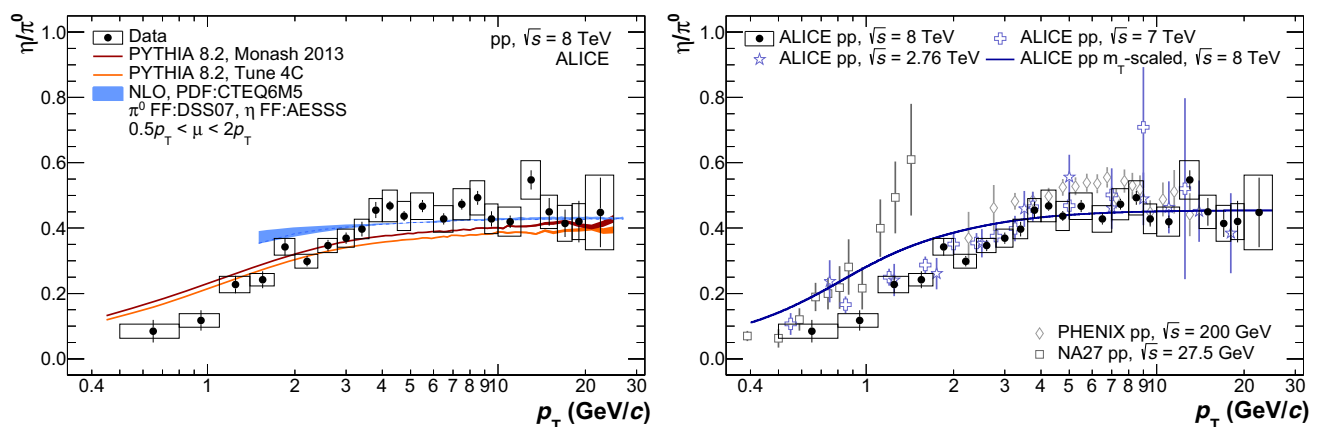 η/π⁰
Data
PYTHIA 8.2, Monash 2013
PYTHIA 8.2, Tune 4C
NLO, PDF:CTEQ6M5
π⁰ FF:DSS07, η FF:AESSS
0.5p_T < μ < 2p_T
pp, √s = 8 TeV
ALICE
1.0
0.8
0.6
0.4
0.2
0.0
0.4 1 2 3 4 5 6 7 8 9 10 20 30
p_T (GeV/c)
η/π⁰
ALICE pp, √s = 8 TeV
ALICE pp, √s = 7 TeV
ALICE pp, √s = 2.76 TeV
ALICE pp m_T-scaled, √s = 8 TeV
PHENIX pp, √s = 200 GeV
NA27 pp, √s = 27.5 GeV
1.0
0.8
0.6
0.4
0.2
0.0
0.4 1 2 3 4 5 6 7 8 9 10 20 30
p_T (GeV/c)